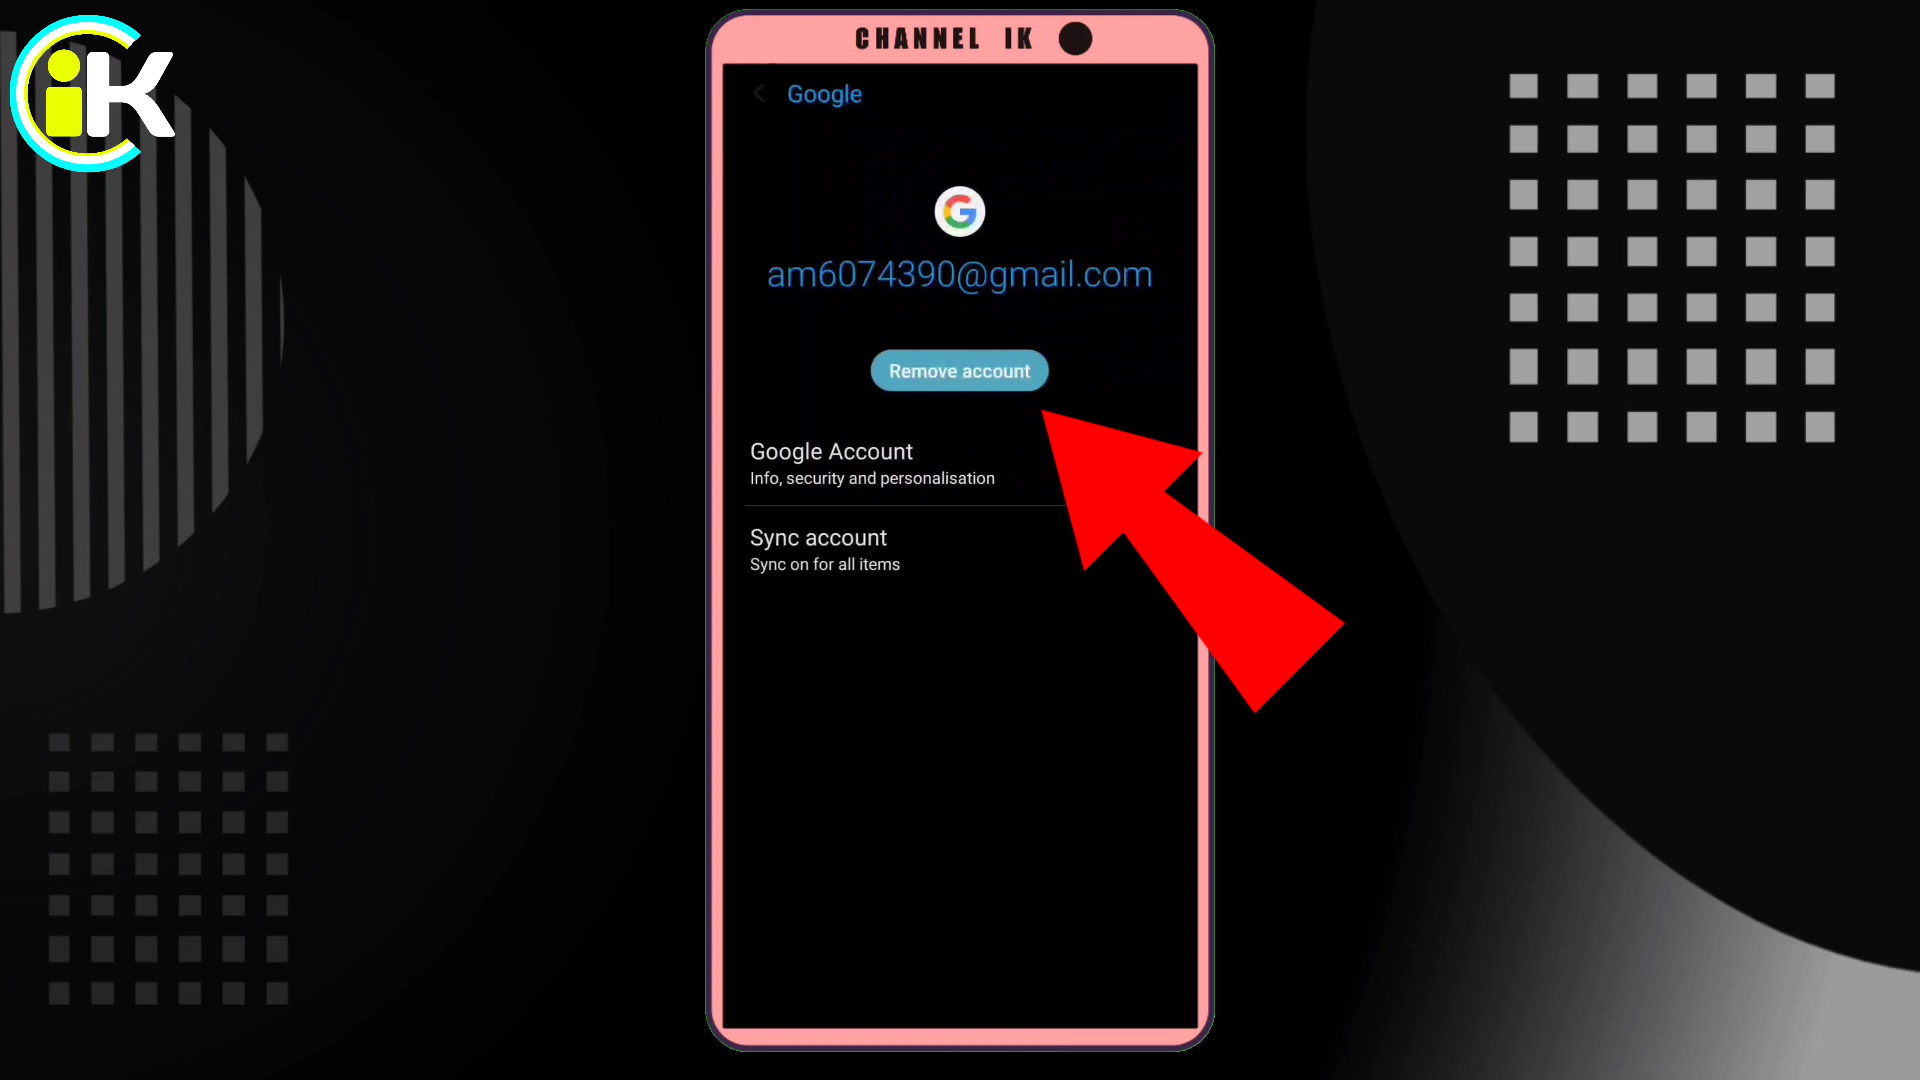 iK
CHANNEL IK
Google
am6074390@gmail.com
Remove account
Google Account
Info, security and personalisation
Sync account
Sync on for all items